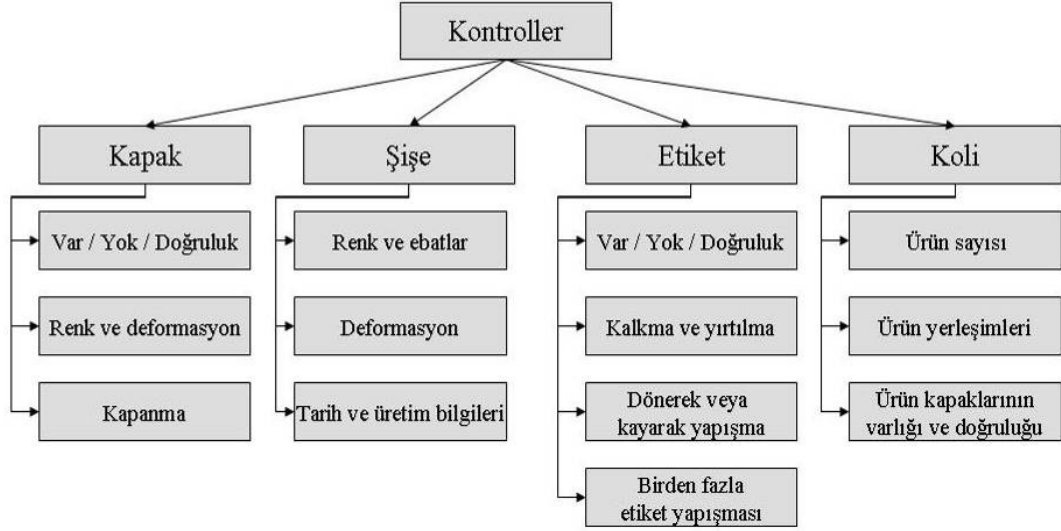 Kontroller
Kapak
Şişe
Etiket
Koli
Var / Yok / Doğruluk
Renk ve ebatlar
Var / Yok / Doğruluk
Ürün sayısı
Renk ve deformasyon
Deformasyon
Kalkma ve yırtılma
Ürün yerleşimleri
Kapanma
Tarih ve üretim bilgileri
Dönerek veya
kayarak yapışma
Ürün kapaklarının
varlığı ve doğruluğu
Birden fazla
etiket yapışması